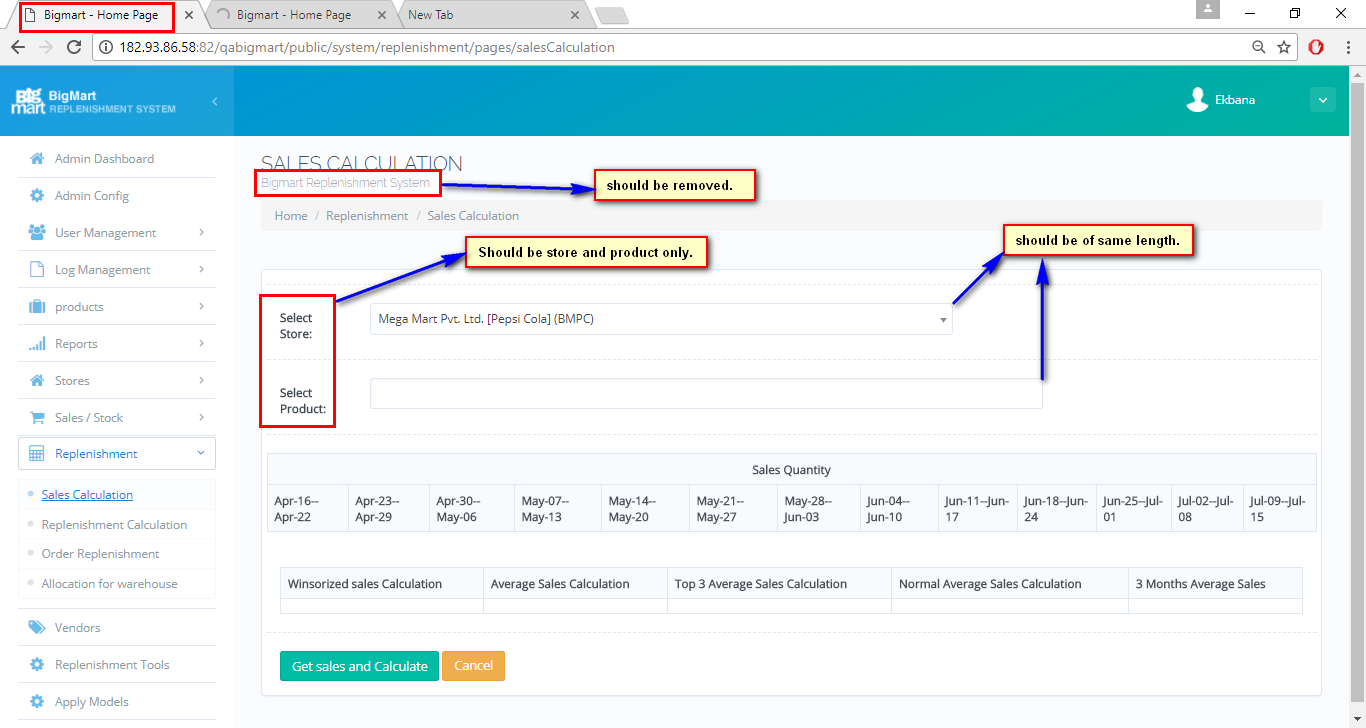 Bigmart - Home Page
Bigmart - Home Page
New Tab
182.93.86.58:82/qabigmart/public/system/replenishment/pages/salesCalculation
Big mart
BigMart
REPLENISHMENT SYSTEM
Ekbana
Admin Dashboard
Admin Config
User Management
Log Management
products
Reports
Stores
Sales / Stock
Replenishment
Sales Calculation
Replenishment Calculation
Order Replenishment
Allocation for warehouse
Vendors
Replenishment Tools
Apply Models
SALES CALCULATION
Bigmart Replenishment System
should be removed.
Home / Replenishment / Sales Calculation
Should be store and product only.
should be of same length.
Select
Store:
Mega Mart Pvt. Ltd. [Pepsi Cola] (BMPC)
Select
Product:
Sales Quantity
Apr-16--
Apr-22
Apr-23--
Apr-29
Apr-30--
May-06
May-07--
May-13
May-14--
May-20
May-21--
May-27
May-28--
Jun-03
Jun-04--
Jun-10
Jun-11--Jun-
17
Jun-18--Jun-
24
Jun-25--Jul-
01
Jul-02--Jul-
08
Jul-09--Jul-
15
Winsorized sales Calculation
Average Sales Calculation
Top 3 Average Sales Calculation
Normal Average Sales Calculation
3 Months Average Sales
Get sales and Calculate
Cancel